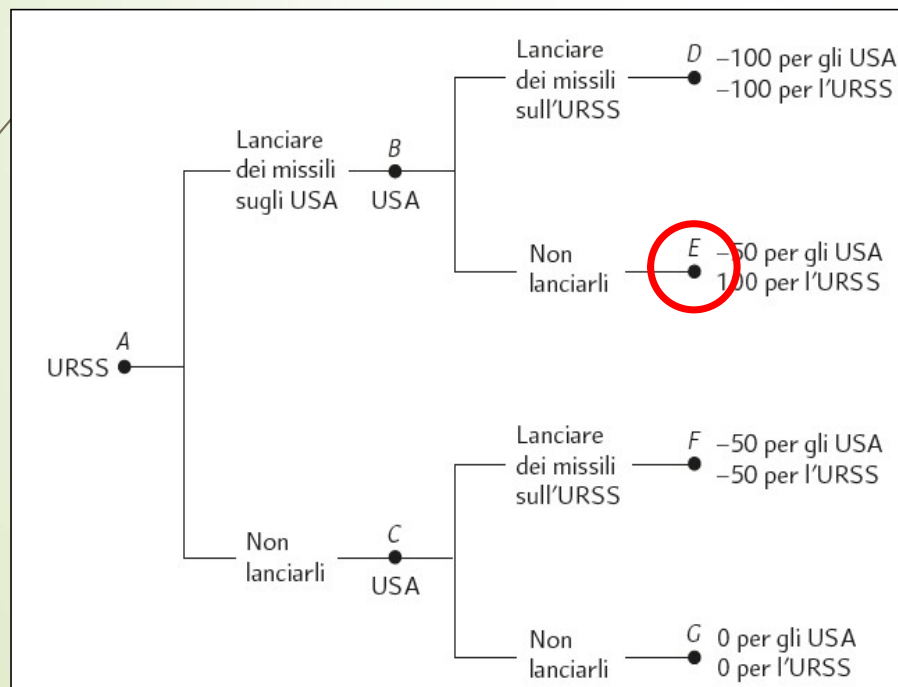 Lanciare
dei missili
sull'URSS
D
–100 per gli USA
–100 per l'URSS
Lanciare
dei missili
sugli USA
B
USA
Non
lanciarli
E
–50 per gli USA
100 per l'URSS
A
URSS
Lanciare
dei missili
sull'URSS
F
–50 per gli USA
–50 per l'URSS
Non
lanciarli
C
USA
Non
lanciarli
G
0 per gli USA
0 per l'URSS